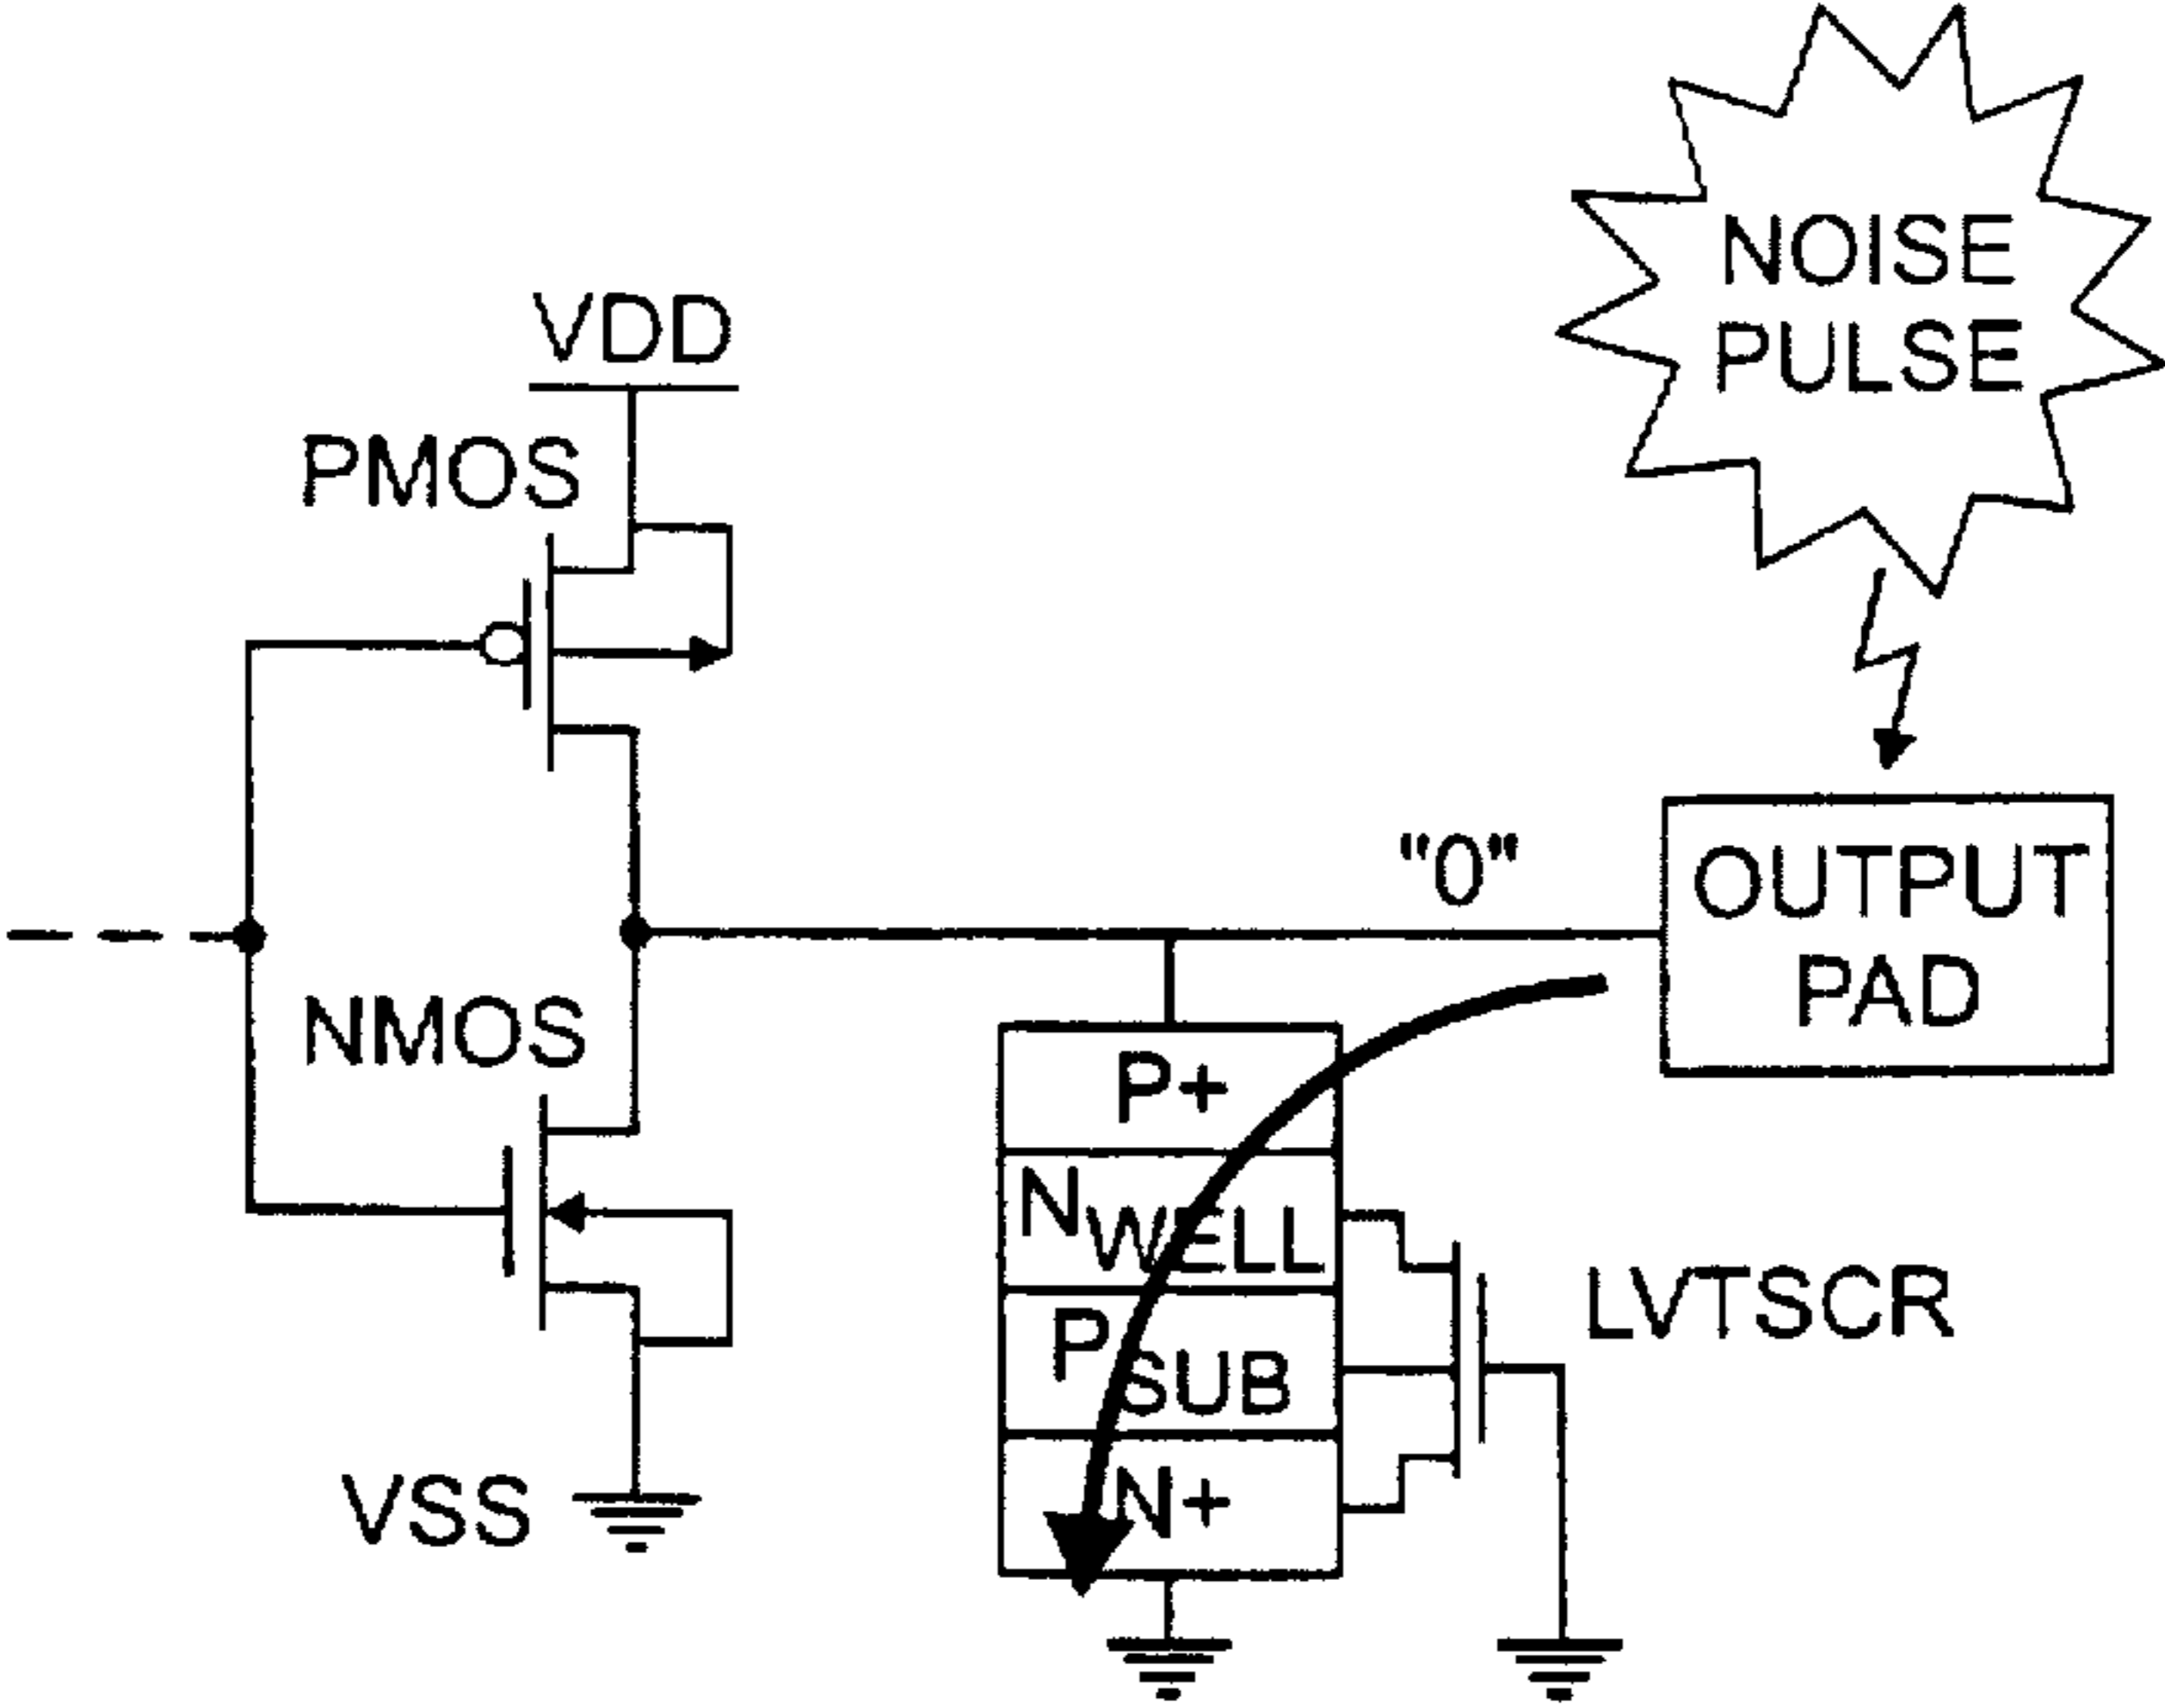 NOISE
PULSE
VDD
PMOS
"0"
OUTPUT
PAD
NMOS
P+
NWELL
LVTSCR
PSUB
N+
VSS